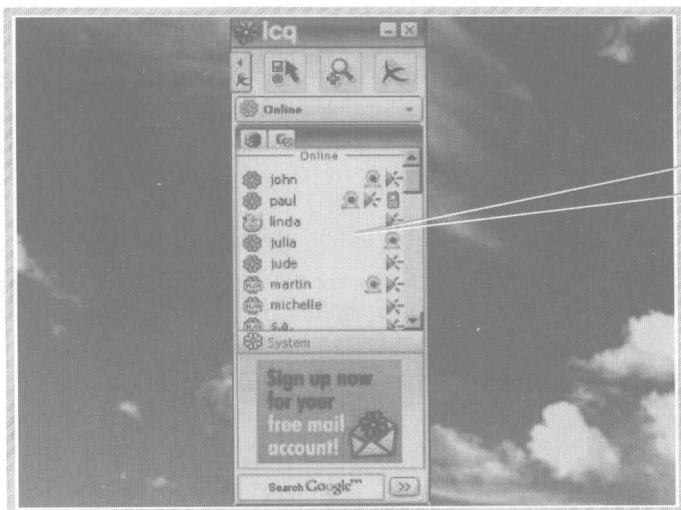 icq
Online
Online
john
paul
linda
julia
jude
martin
michelle
s.a.
System
Sign up now
for your
free mail
account!
Search Google™